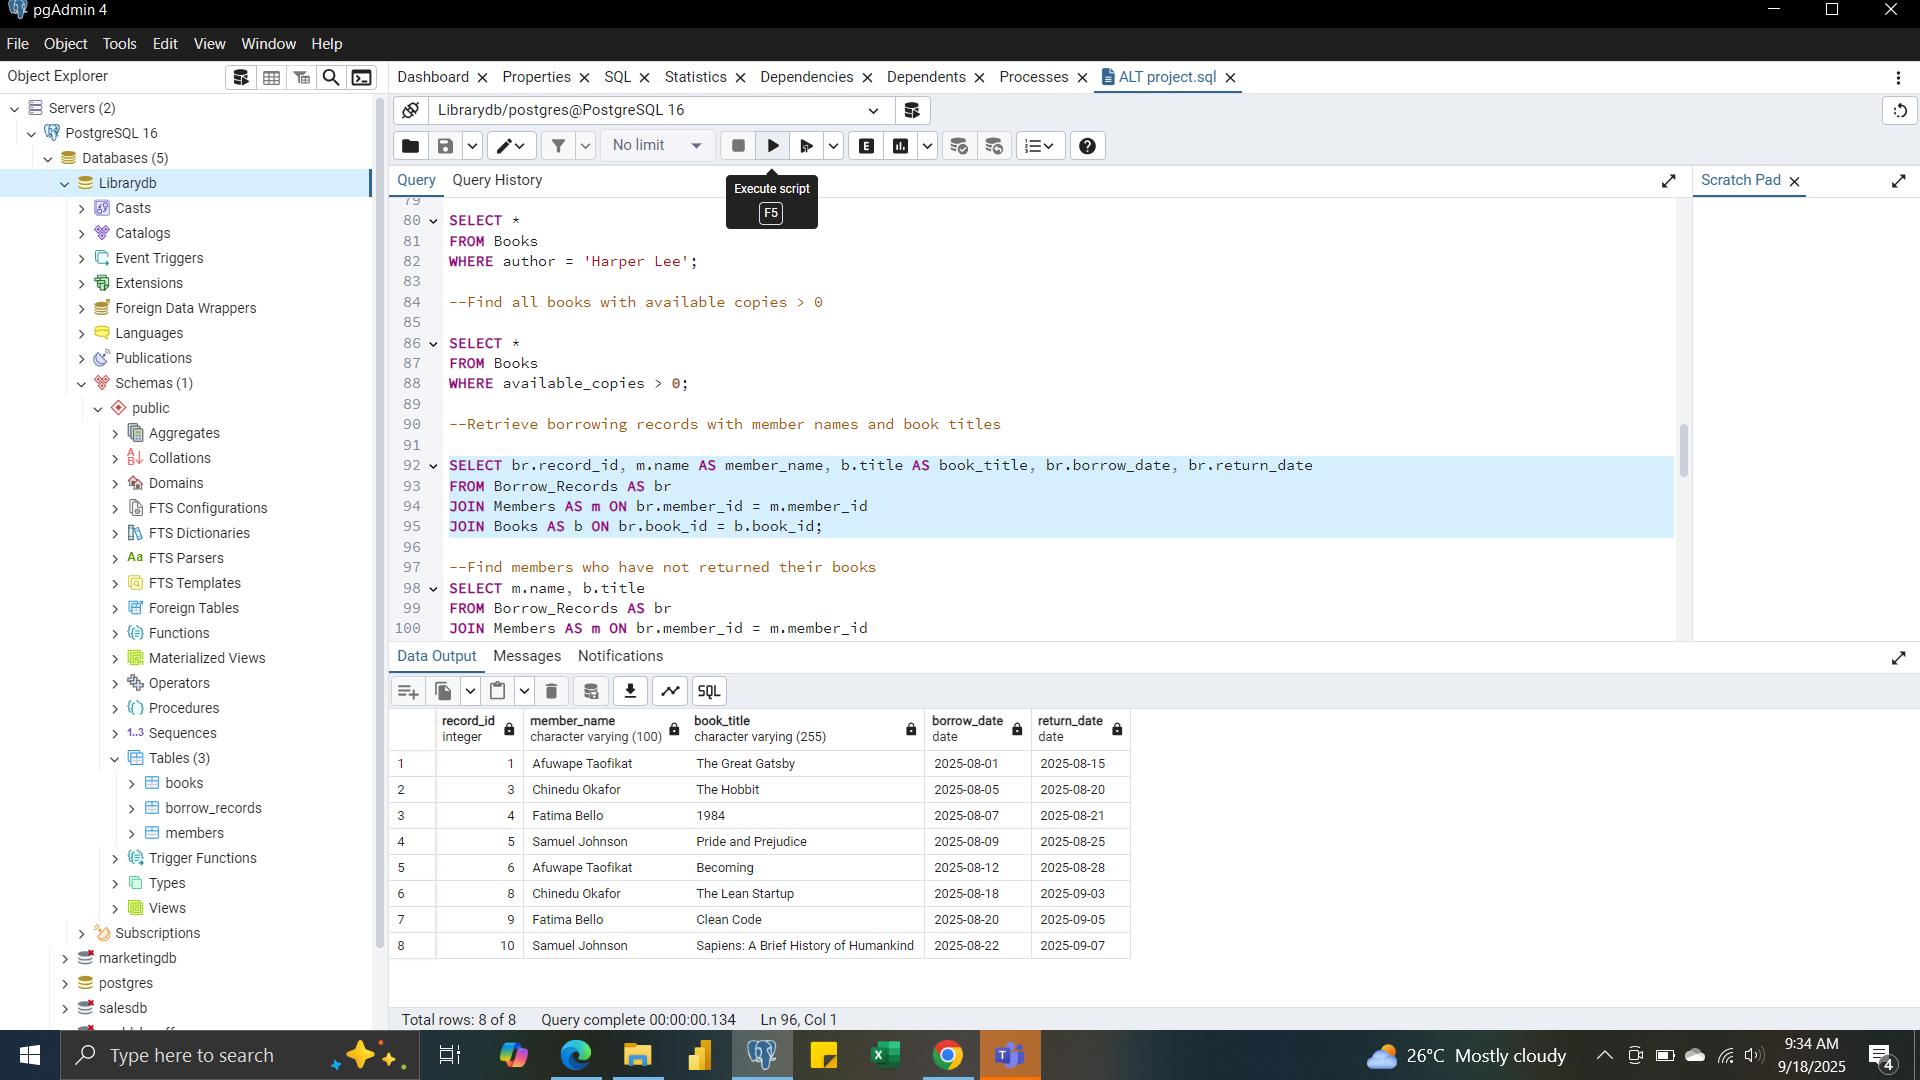 pgAdmin 4
File Object Tools Edit View Window Help
Object Explorer
Servers (2)
PostgreSQL 16
Databases (5)
Librarydb
Casts
Catalogs
Event Triggers
Extensions
Foreign Data Wrappers
Languages
Publications
Schemas (1)
public
Aggregates
Collations
Domains
FTS Configurations
FTS Dictionaries
Aa FTS Parsers
FTS Templates
Foreign Tables
Functions
Materialized Views
Operators
Procedures
1..3 Sequences
Tables (3)
books
borrow_records
members
Trigger Functions
Types
Views
Subscriptions
marketingdb
postgres
salesdb
Dashboard Properties SQL Statistics Dependencies Dependents Processes ALT project.sql
Librarydb/postgres@PostgreSQL 16
No limit E
Query Query History
Execute script
F5
Scratch Pad
79
80 SELECT *
81 FROM Books
82 WHERE author = 'Harper Lee';
83
84 --Find all books with available copies > 0
85
86 SELECT *
87 FROM Books
88 WHERE available_copies > 0;
89
90 --Retrieve borrowing records with member names and book titles
91
92 SELECT br.record_id, m.name AS member_name, b.title AS book_title, br.borrow_date, br.return_date
93 FROM Borrow_Records AS br
94 JOIN Members AS m ON br.member_id = m.member_id
95 JOIN Books AS b ON br.book_id = b.book_id;
96
97 --Find members who have not returned their books
98 SELECT m.name, b.title
99 FROM Borrow_Records AS br
100 JOIN Members AS m ON br.member_id = m.member_id
Data Output Messages Notifications
SQL
record_id member_name book_title borrow_date return_date
integer character varying (100) character varying (255) date date
1 1 Afuwape Taofikat The Great Gatsby 2025-08-01 2025-08-15
2 3 Chinedu Okafor The Hobbit 2025-08-05 2025-08-20
3 4 Fatima Bello 1984 2025-08-07 2025-08-21
4 5 Samuel Johnson Pride and Prejudice 2025-08-09 2025-08-25
5 6 Afuwape Taofikat Becoming 2025-08-12 2025-08-28
6 8 Chinedu Okafor The Lean Startup 2025-08-18 2025-09-03
7 9 Fatima Bello Clean Code 2025-08-20 2025-09-05
8 10 Samuel Johnson Sapiens: A Brief History of Humankind 2025-08-22 2025-09-07
Total rows: 8 of 8 Query complete 00:00:00.134 Ln 96, Col 1
Type here to search
26°C Mostly cloudy
9:34 AM
9/18/2025
4